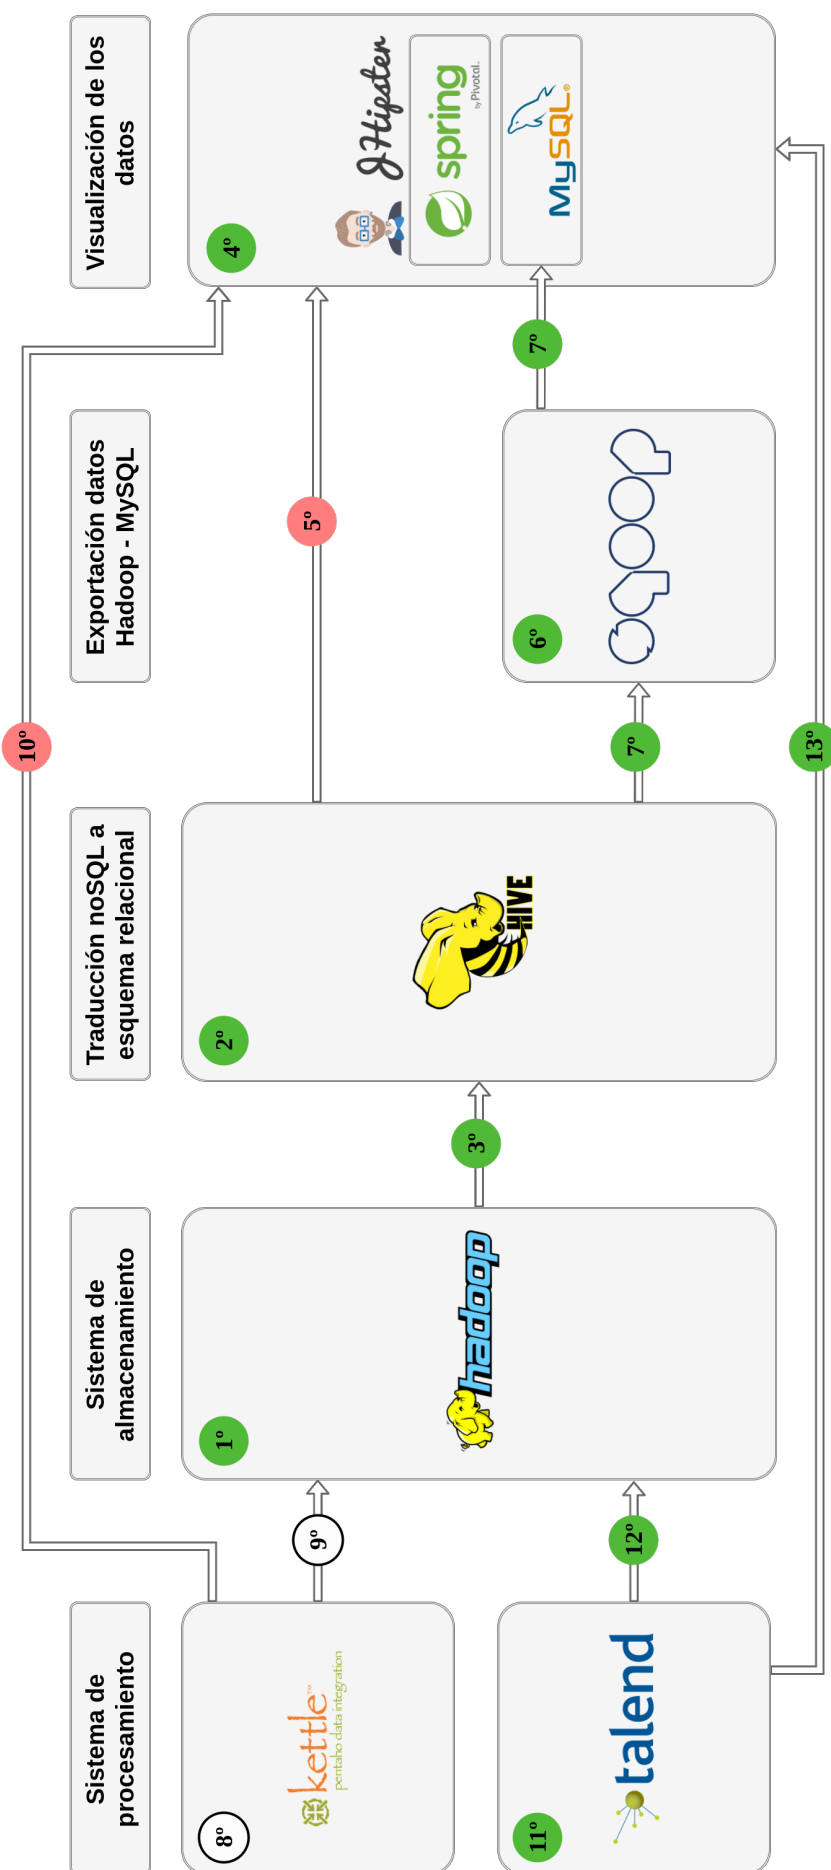 10º
13º
Sistema de
procesamiento
8º
kettle™
pentaho data integration
11º
talend
9º
12º
Sistema de
almacenamiento
1º
hadoop
3º
Traducción noSQL a
esquema relacional
2º
HIVE
5º
7º
Exportación datos
Hadoop - MySQL
6º
sqoop
7º
Visualización de los
datos
4º
JHipster
spring
by Pivotal.
MySQL®